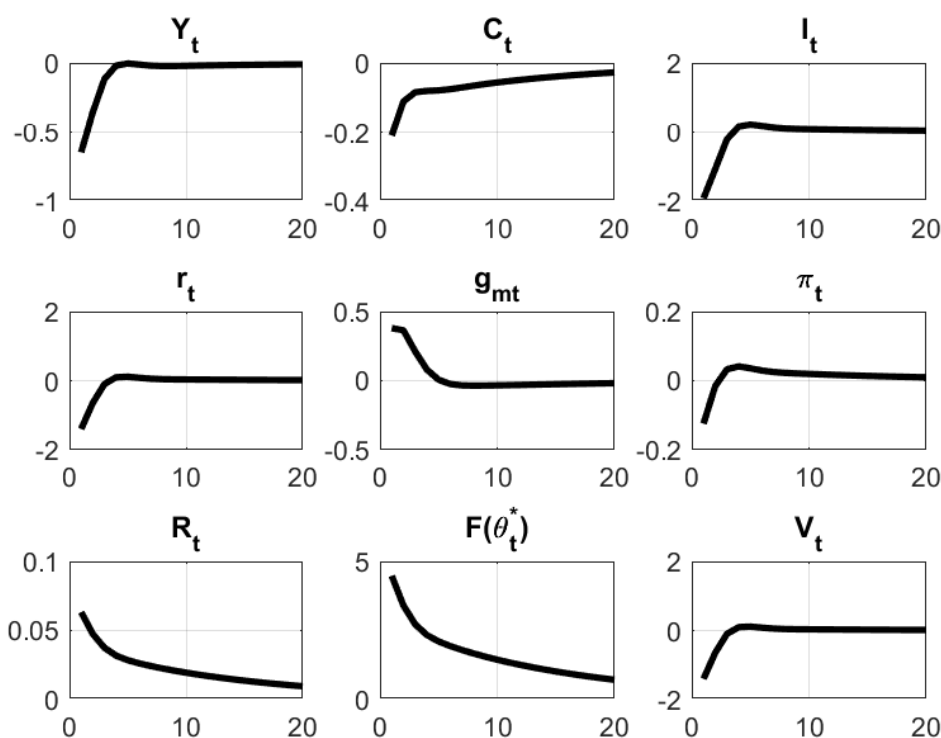 Y_t C_t I_t
0 0 2
-0.5 -0.2 0
-1 -0.4 -2
0 10 20 0 10 20 0 10 20
r_t g_mt π_t
2 0.5 0.2
0 0 0
-2 -0.5 -0.2
0 10 20 0 10 20 0 10 20
R_t F(θ_t^*) V_t
0.1 5 2
0.05 0
0 0 -2
0 10 20 0 10 20 0 10 20